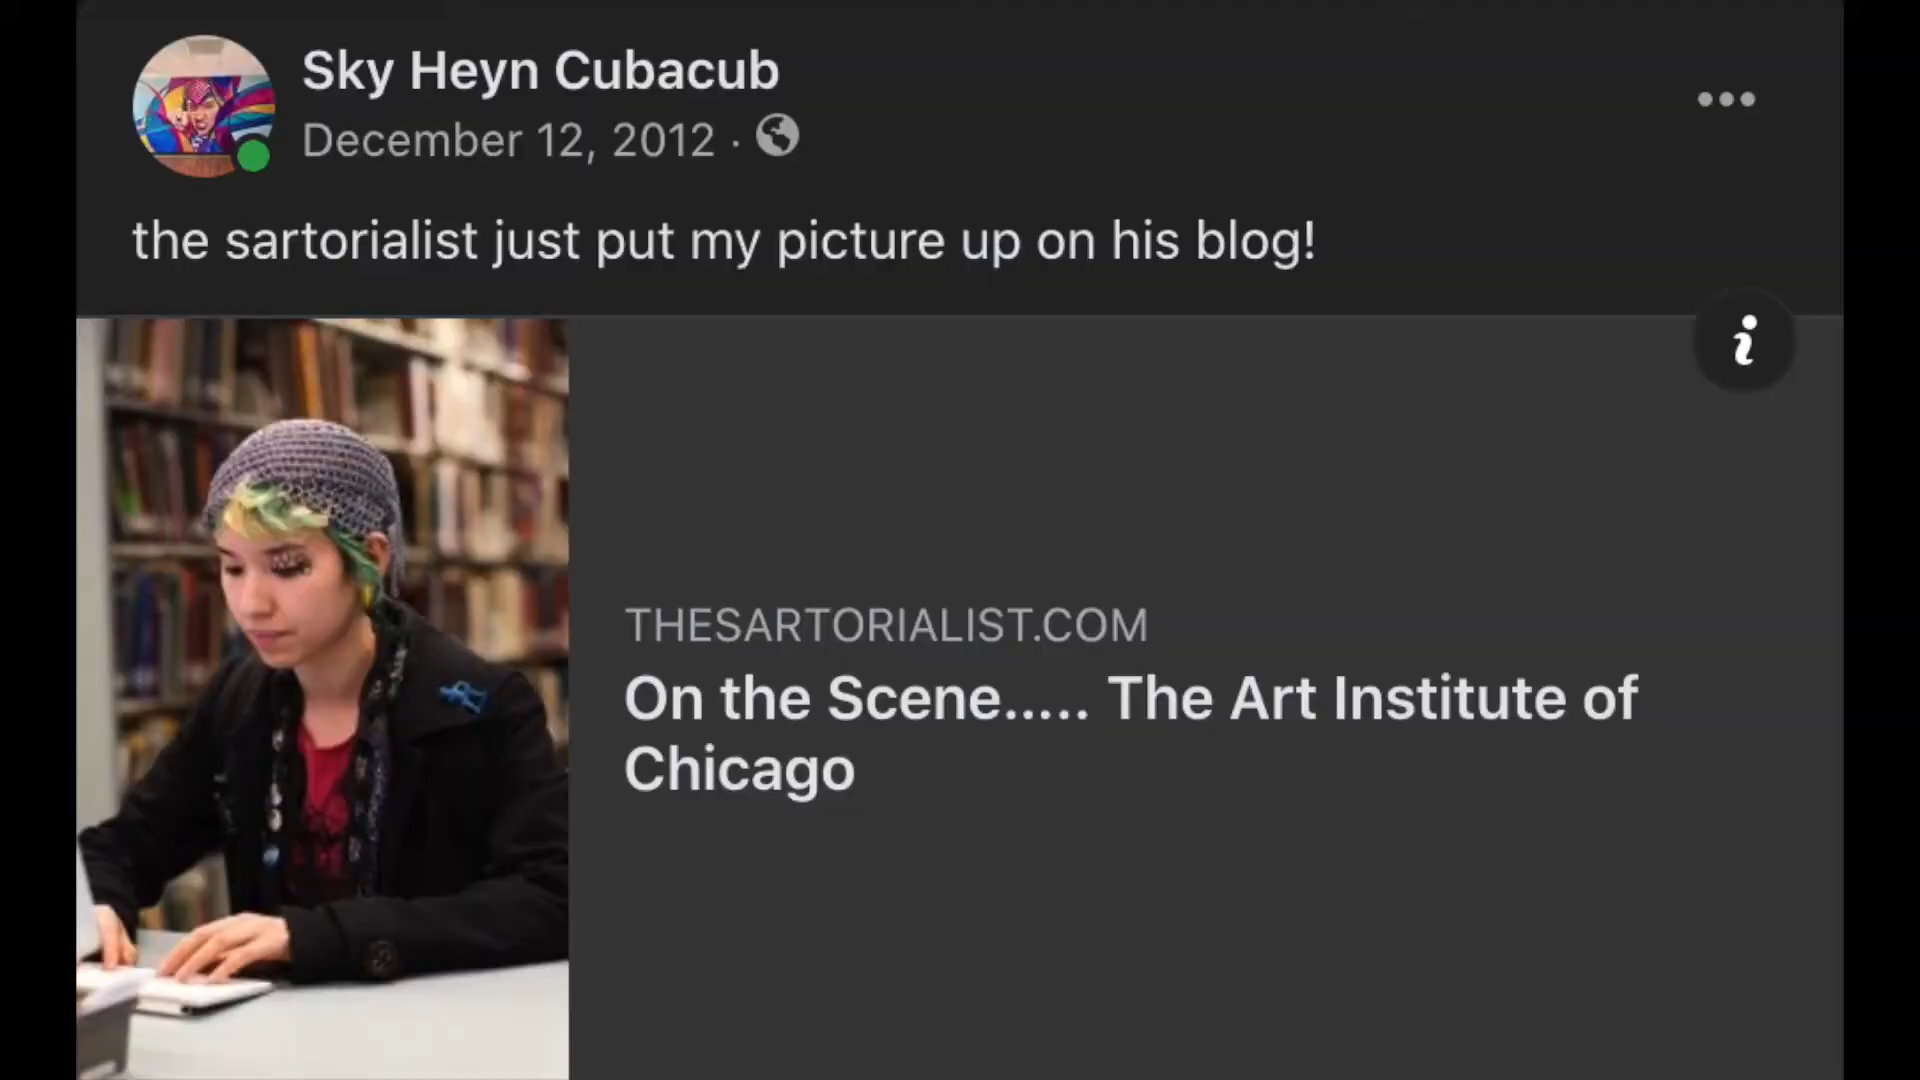 Sky Heyn Cubacub
December 12, 2012 ·
the sartorialist just put my picture up on his blog!
THESARTORIALIST.COM
On the Scene..... The Art Institute of
Chicago